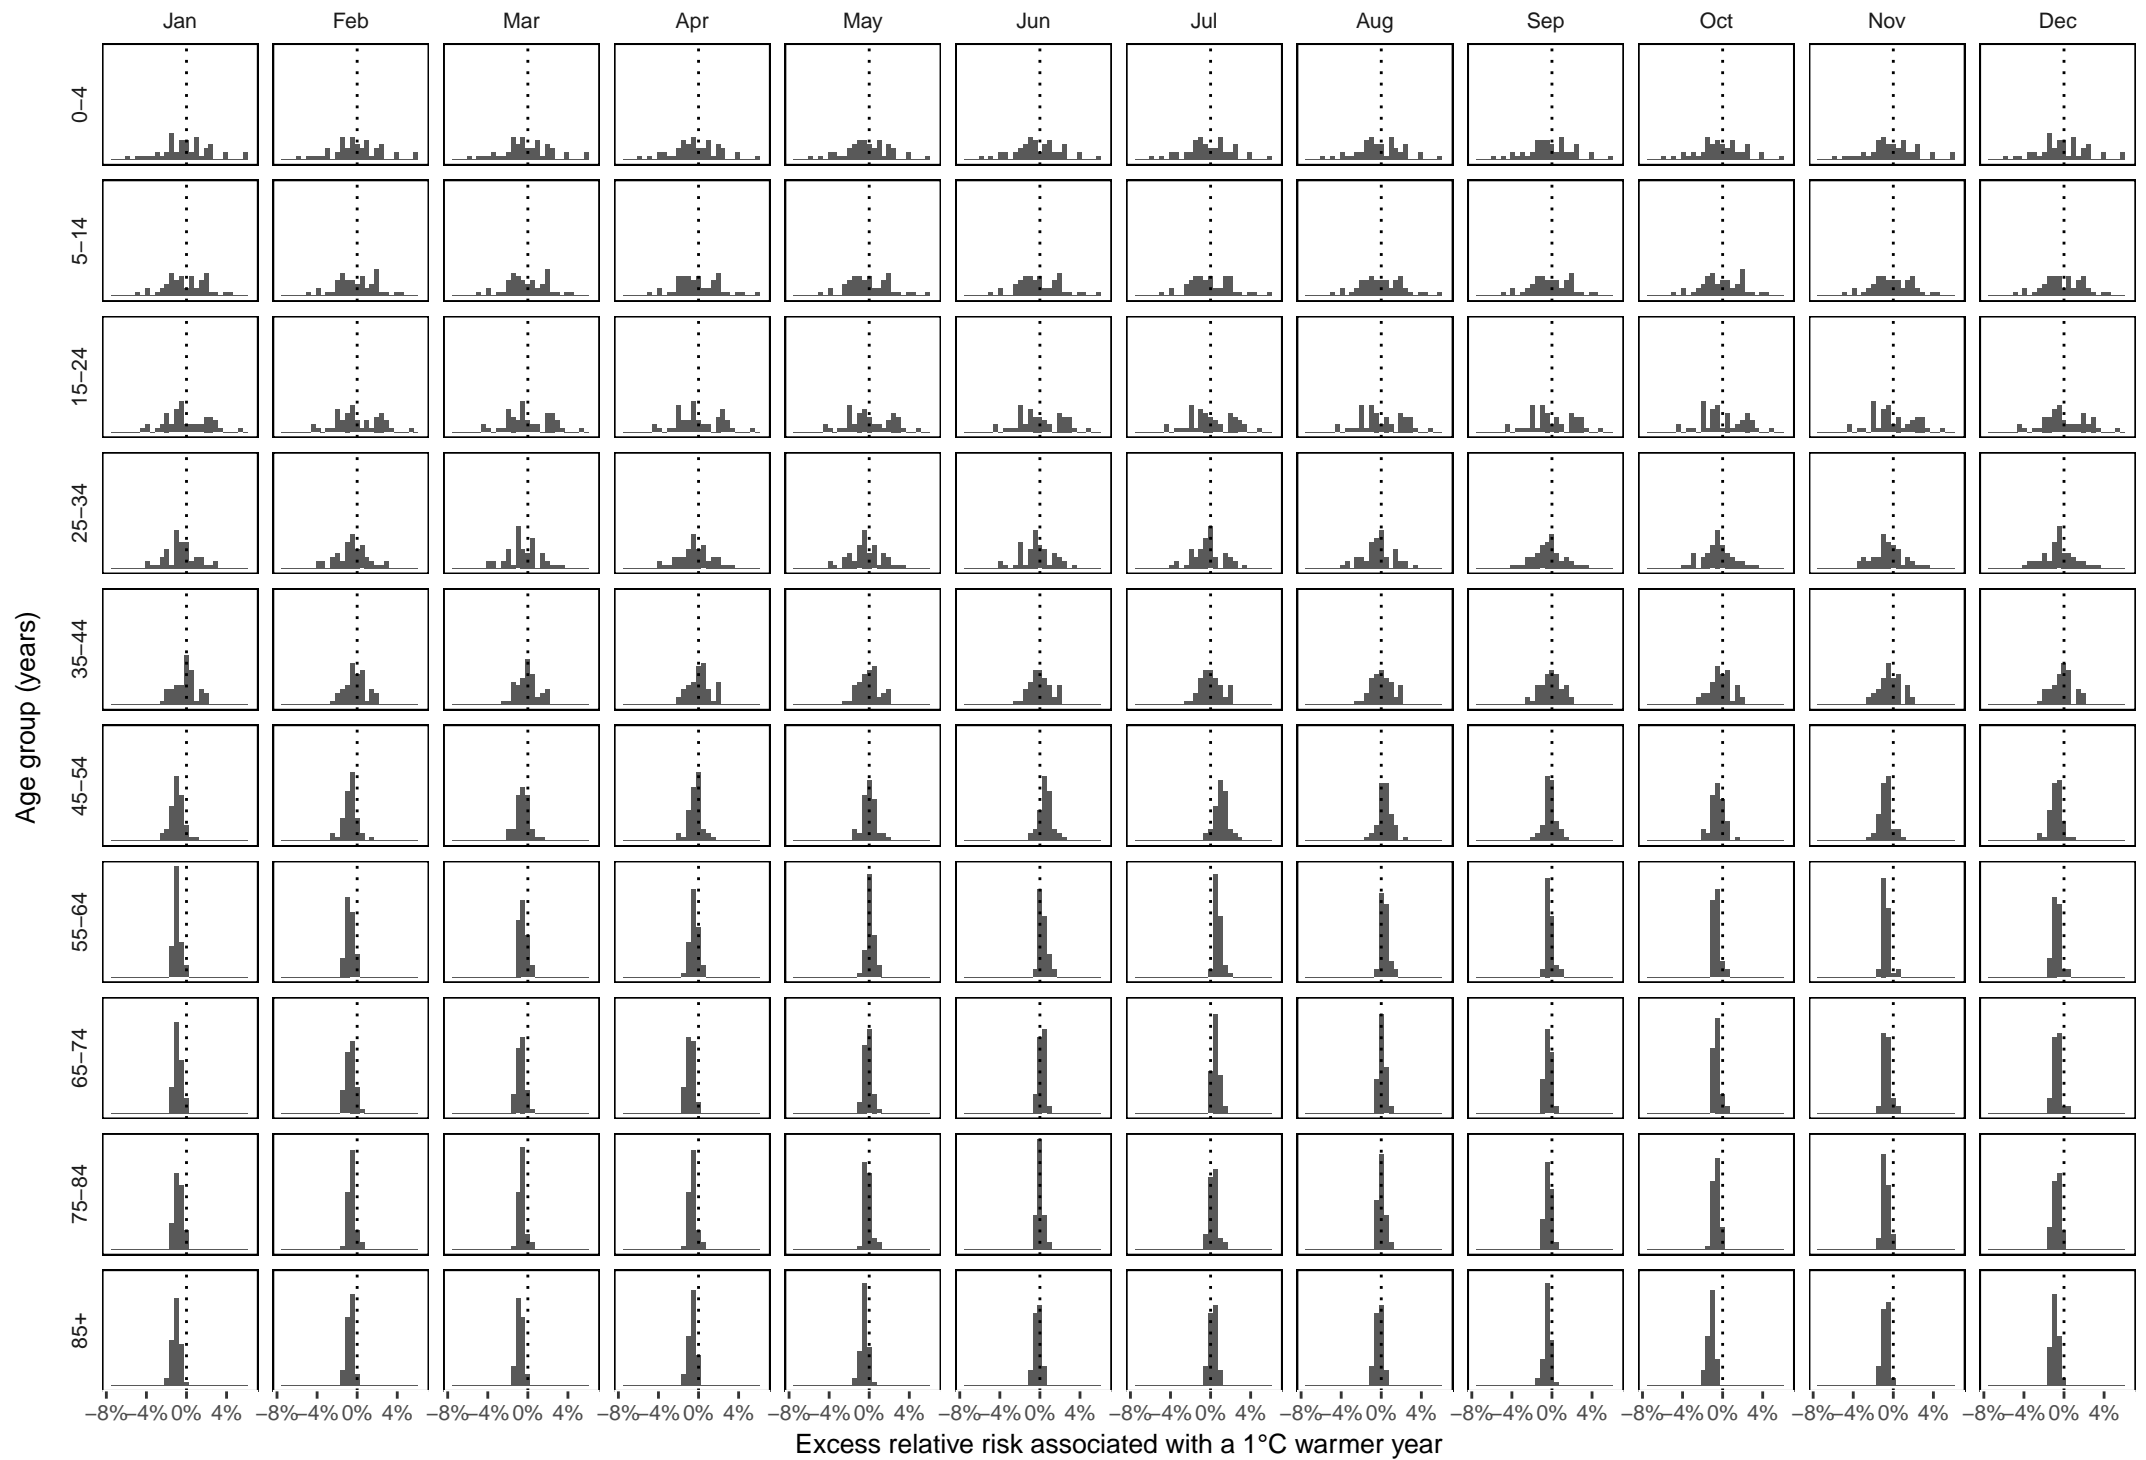 Jan Feb Mar Apr May Jun Jul Aug Sep Oct Nov Dec
Age group (years)
0–4
5–14
15–24
25–34
35–44
45–54
55–64
65–74
75–84
85+
−8% −4% 0% 4% −8% −4% 0% 4% −8% −4% 0% 4% −8% −4% 0% 4% −8% −4% 0% 4% −8% −4% 0% 4% −8% −4% 0% 4% −8% −4% 0% 4% −8% −4% 0% 4% −8% −4% 0% 4% −8% −4% 0% 4% −8% −4% 0% 4%
Excess relative risk associated with a 1°C warmer year